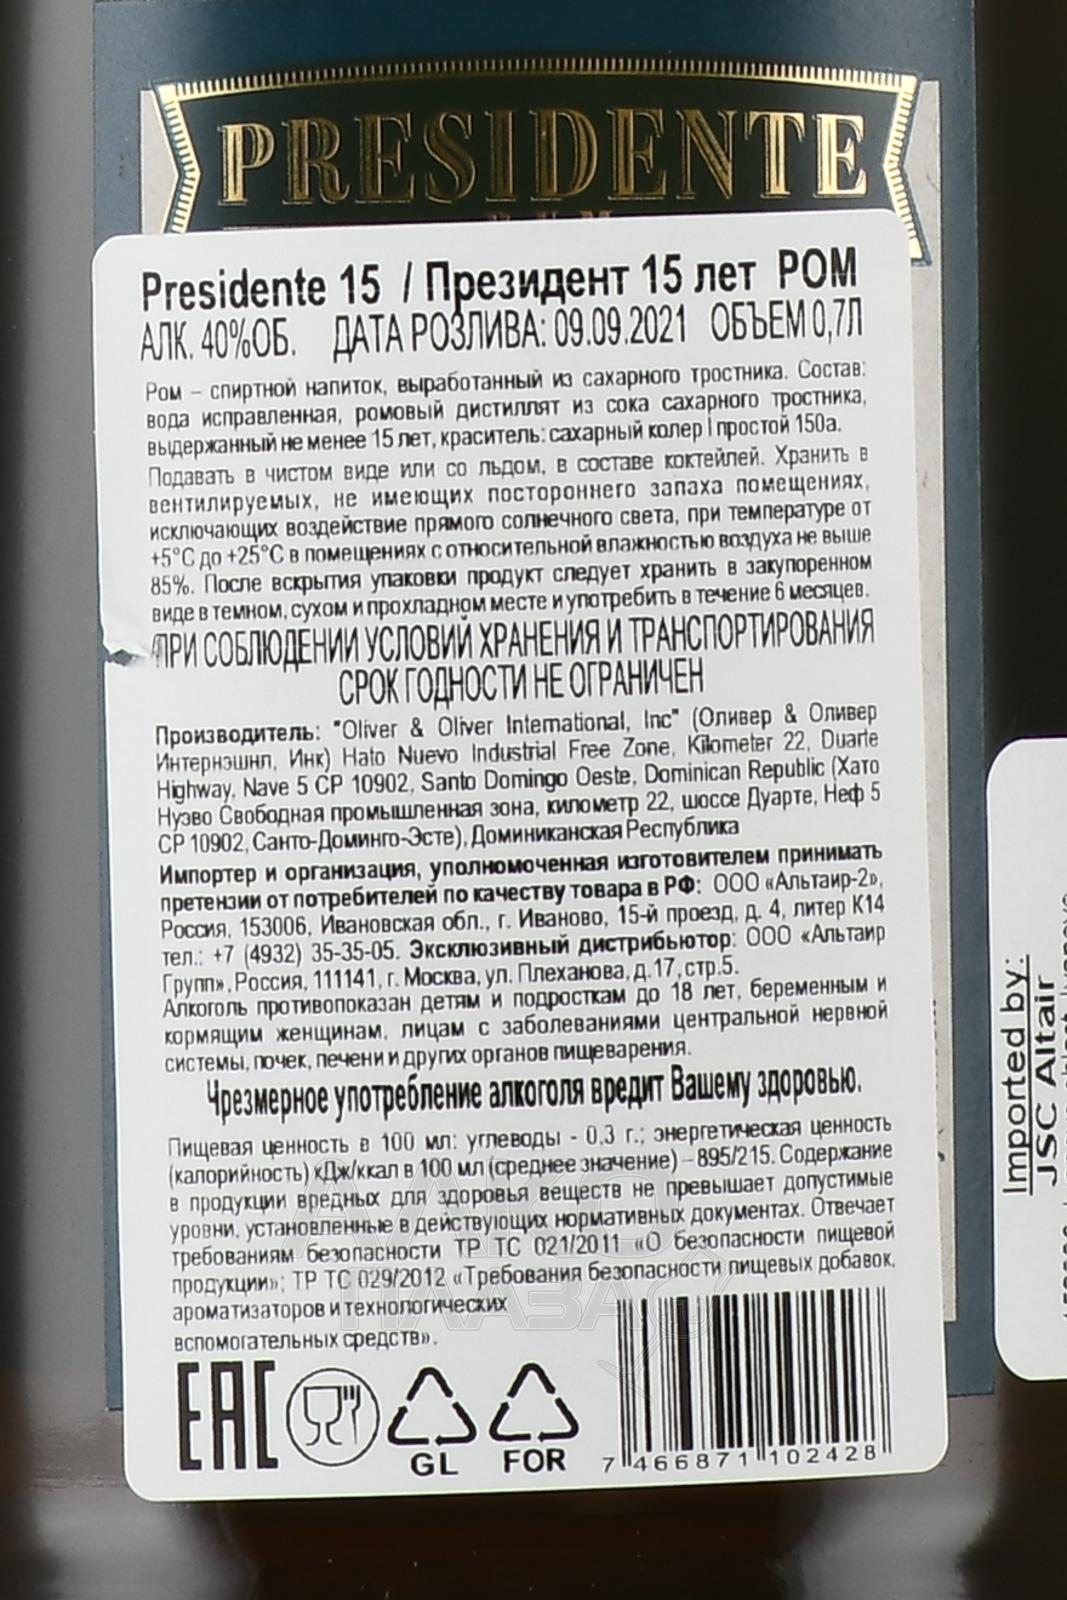 PRESIDENTE
RUM
Presidente 15 / Президент 15 лет РОМ
АЛК. 40%ОБ. ДАТА РОЗЛИВА: 09.09.2021 ОБЪЕМ 0,7Л
Ром – спиртной напиток, выработанный из сахарного тростника. Состав:
вода исправленная, ромовый дистиллят из сока сахарного тростника,
выдержанный не менее 15 лет, краситель: сахарный колер I простой 150а.
Подавать в чистом виде или со льдом, в составе коктейлей. Хранить в
вентилируемых, не имеющих постороннего запаха помещениях,
исключающих воздействие прямого солнечного света, при температуре от
+5°С до +25°С в помещениях с относительной влажностью воздуха не выше
85%. После вскрытия упаковки продукт следует хранить в закупоренном
виде в темном, сухом и прохладном месте и употребить в течение 6 месяцев.
ПРИ СОБЛЮДЕНИИ УСЛОВИЙ ХРАНЕНИЯ И ТРАНСПОРТИРОВАНИЯ
СРОК ГОДНОСТИ НЕ ОГРАНИЧЕН
Производитель: "Oliver & Oliver International, Inc" (Оливер & Оливер
Интернэшнл, Инк) Hato Nuevo Industrial Free Zone, Kilometer 22, Duarte
Highway, Nave 5 CP 10902, Santo Domingo Oeste, Dominican Republic (Хато
Нуэво Свободная промышленная зона, километр 22, шоссе Дуарте, Неф 5
СР 10902, Санто-Доминго-Эсте), Доминиканская Республика
Импортер и организация, уполномоченная изготовителем принимать
претензии от потребителей по качеству товара в РФ: ООО «Альтаир-2»,
Россия, 153006, Ивановская обл., г. Иваново, 15-й проезд, д. 4, литер К14
тел.: +7 (4932) 35-35-05. Эксклюзивный дистрибьютор: ООО «Альтаир
Групп», Россия, 111141, г. Москва, ул. Плеханова, д.17, стр.5.
Алкоголь противопоказан детям и подросткам до 18 лет, беременным и
кормящим женщинам, лицам с заболеваниями центральной нервной
системы, почек, печени и других органов пищеварения.
Чрезмерное употребление алкоголя вредит Вашему здоровью.
Пищевая ценность в 100 мл: углеводы - 0,3 г.; энергетическая ценность
(калорийность) кДж/ккал в 100 мл (среднее значение) – 895/215. Содержание
в продукции вредных для здоровья веществ не превышает допустимые
уровни, установленные в действующих нормативных документах. Отвечает
требованиям безопасности ТР ТС 021/2011 «О безопасности пищевой
продукции»; ТР ТС 029/2012 «Требования безопасности пищевых добавок,
ароматизаторов и технологических
вспомогательных средств».
EAC
GL FOR
7 466871 102428
АЛКО
ПЛАЗА
Imported by:
JSC Altair